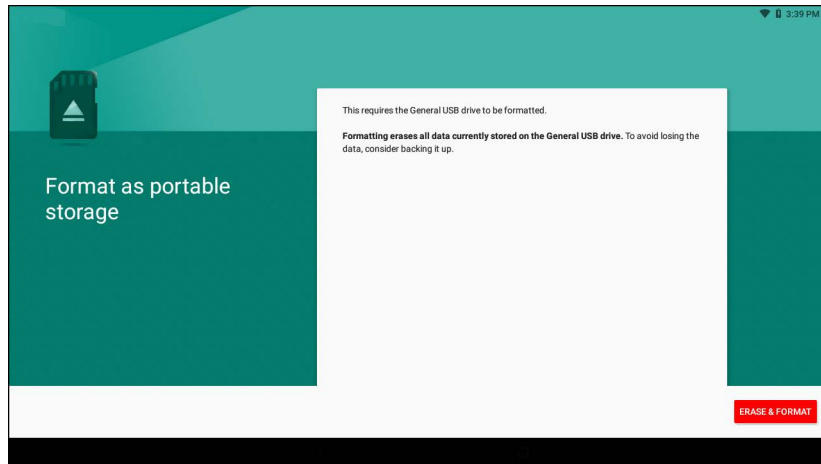 3:39 PM
This requires the General USB drive to be formatted.
Formatting erases all data currently stored on the General USB drive. To avoid losing the
data, consider backing it up.
Format as portable
storage
ERASE & FORMAT